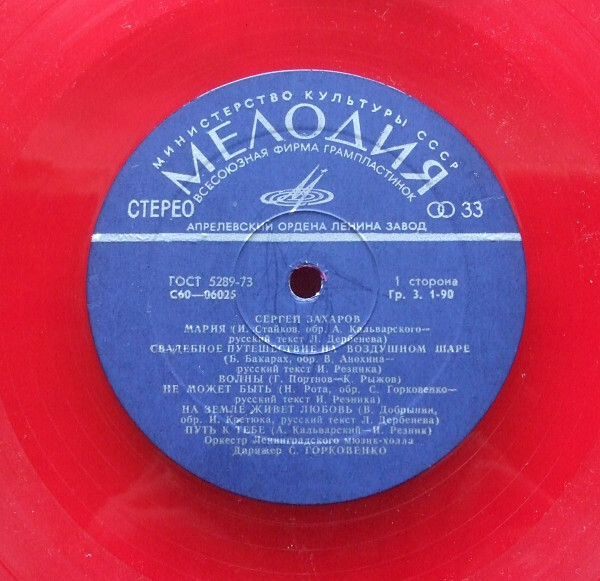 МИНИСТЕРСТВО КУЛЬТУРЫ СССР
МЕЛОДИЯ
ВСЕСОЮЗНАЯ ФИРМА ГРАМПЛАСТИНОК
СТЕРЕО
33
АПРЕЛЕВСКИЙ ОРДЕНА ЛЕНИНА ЗАВОД
ГОСТ 5289-73
1 сторона
С60—06025
Гр. 3. 1-90
СЕРГЕЙ ЗАХАРОВ
МАРИЯ (И. Стайков, обр. А. Кальварского—
русский текст Л. Дербенева)
СВАДЕБНОЕ ПУТЕШЕСТВИЕ НА ВОЗДУШНОМ ШАРЕ
(Б. Бакарах, обр. В. Анохина—
русский текст И. Резника)
ВОЛНЫ (Г. Портнов—К. Рыжов)
НЕ МОЖЕТ БЫТЬ (Н. Рота, обр. С. Горковенко—
русский текст И. Резника)
НА ЗЕМЛЕ ЖИВЕТ ЛЮБОВЬ (В. Добрынин,
обр. И. Костюка, русский текст Л. Дербенева)
ПУТЬ К ТЕБЕ (А. Кальварский—И. Резник)
Оркестр Ленинградского мюзик-холла
Дирижер С. ГОРКОВЕНКО